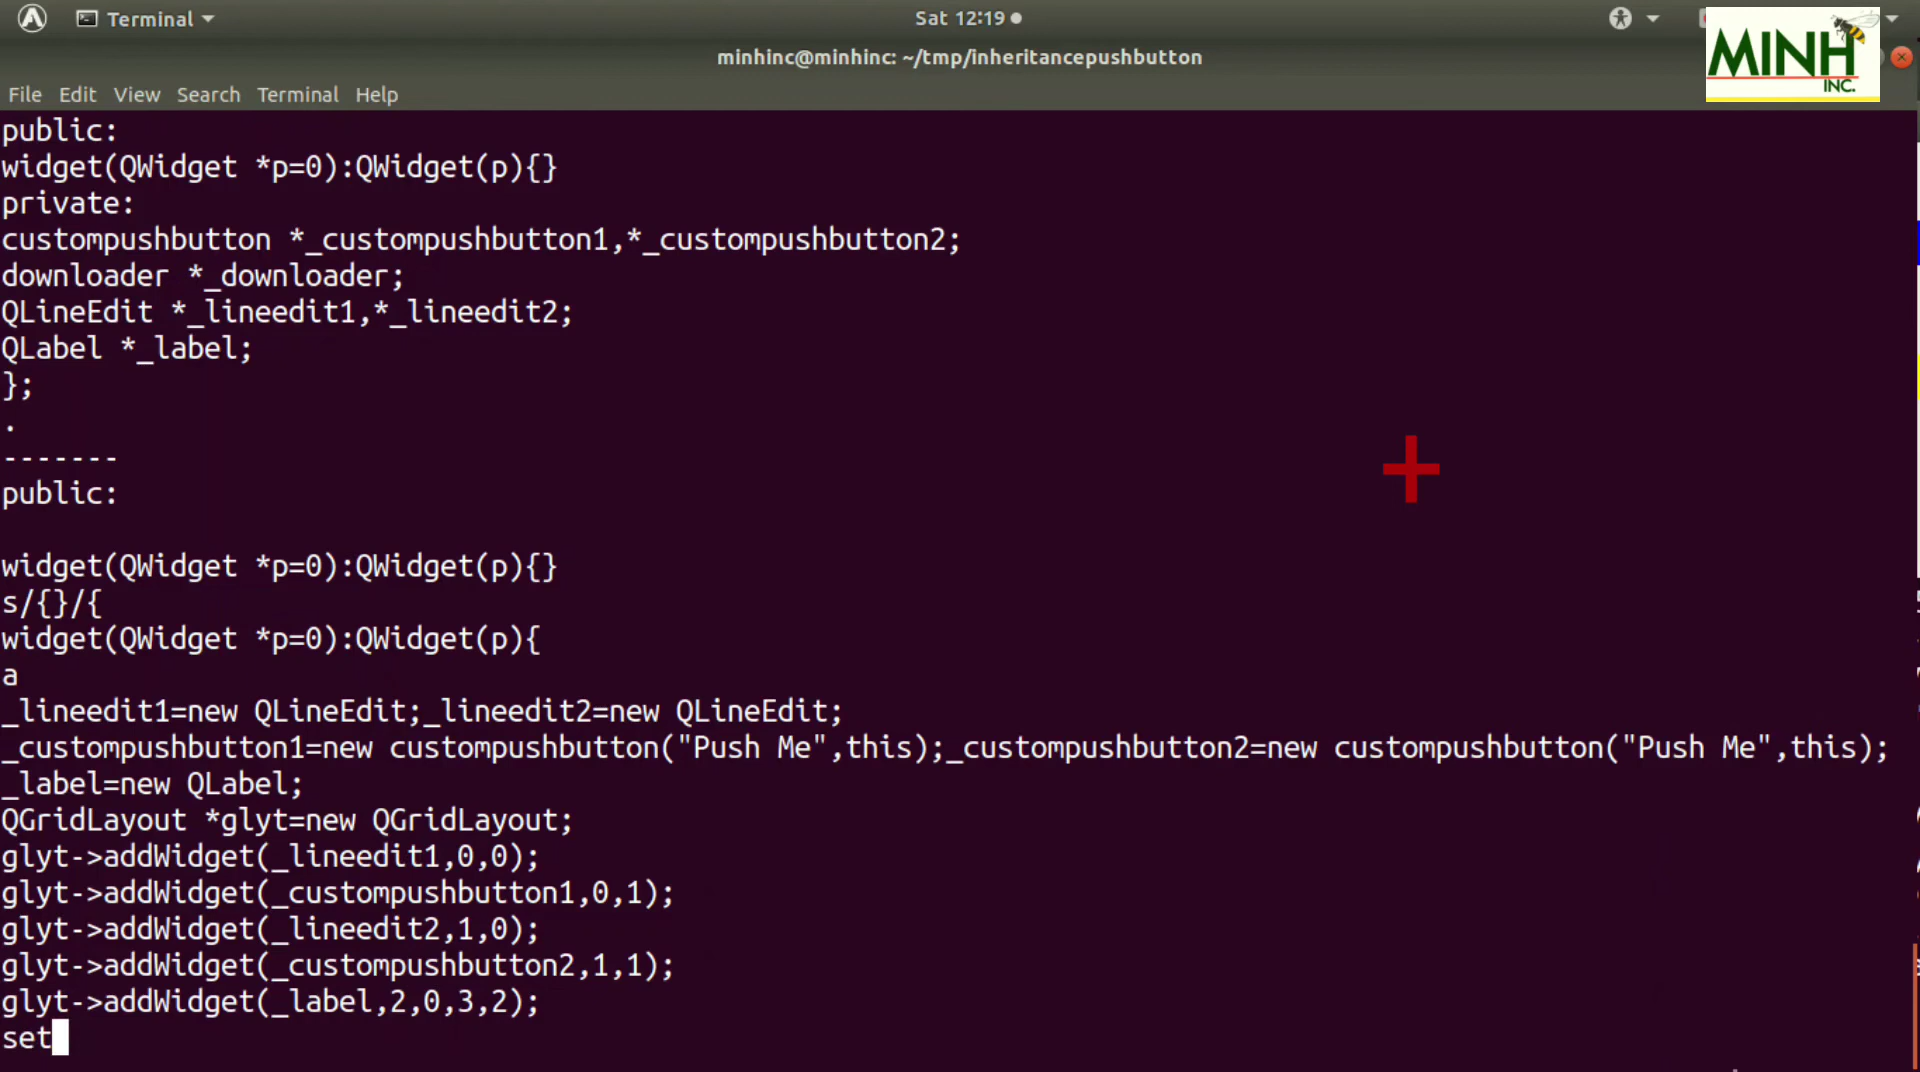 Terminal
Sat 12:19
minhinc@minhinc: ~/tmp/inheritancepushbutton
MINH
INC.
File Edit View Search Terminal Help
public:
widget(QWidget *p=0):QWidget(p){}
private:
custompushbutton *_custompushbutton1,*_custompushbutton2;
downloader *_downloader;
QLineEdit *_lineedit1,*_lineedit2;
QLabel *_label;
};
.
-------
public:
widget(QWidget *p=0):QWidget(p){}
s/{}/{
widget(QWidget *p=0):QWidget(p){
a
_lineedit1=new QLineEdit;_lineedit2=new QLineEdit;
_custompushbutton1=new custompushbutton("Push Me",this);_custompushbutton2=new custompushbutton("Push Me",this);
_label=new QLabel;
QGridLayout *glyt=new QGridLayout;
glyt->addWidget(_lineedit1,0,0);
glyt->addWidget(_custompushbutton1,0,1);
glyt->addWidget(_lineedit2,1,0);
glyt->addWidget(_custompushbutton2,1,1);
glyt->addWidget(_label,2,0,3,2);
set